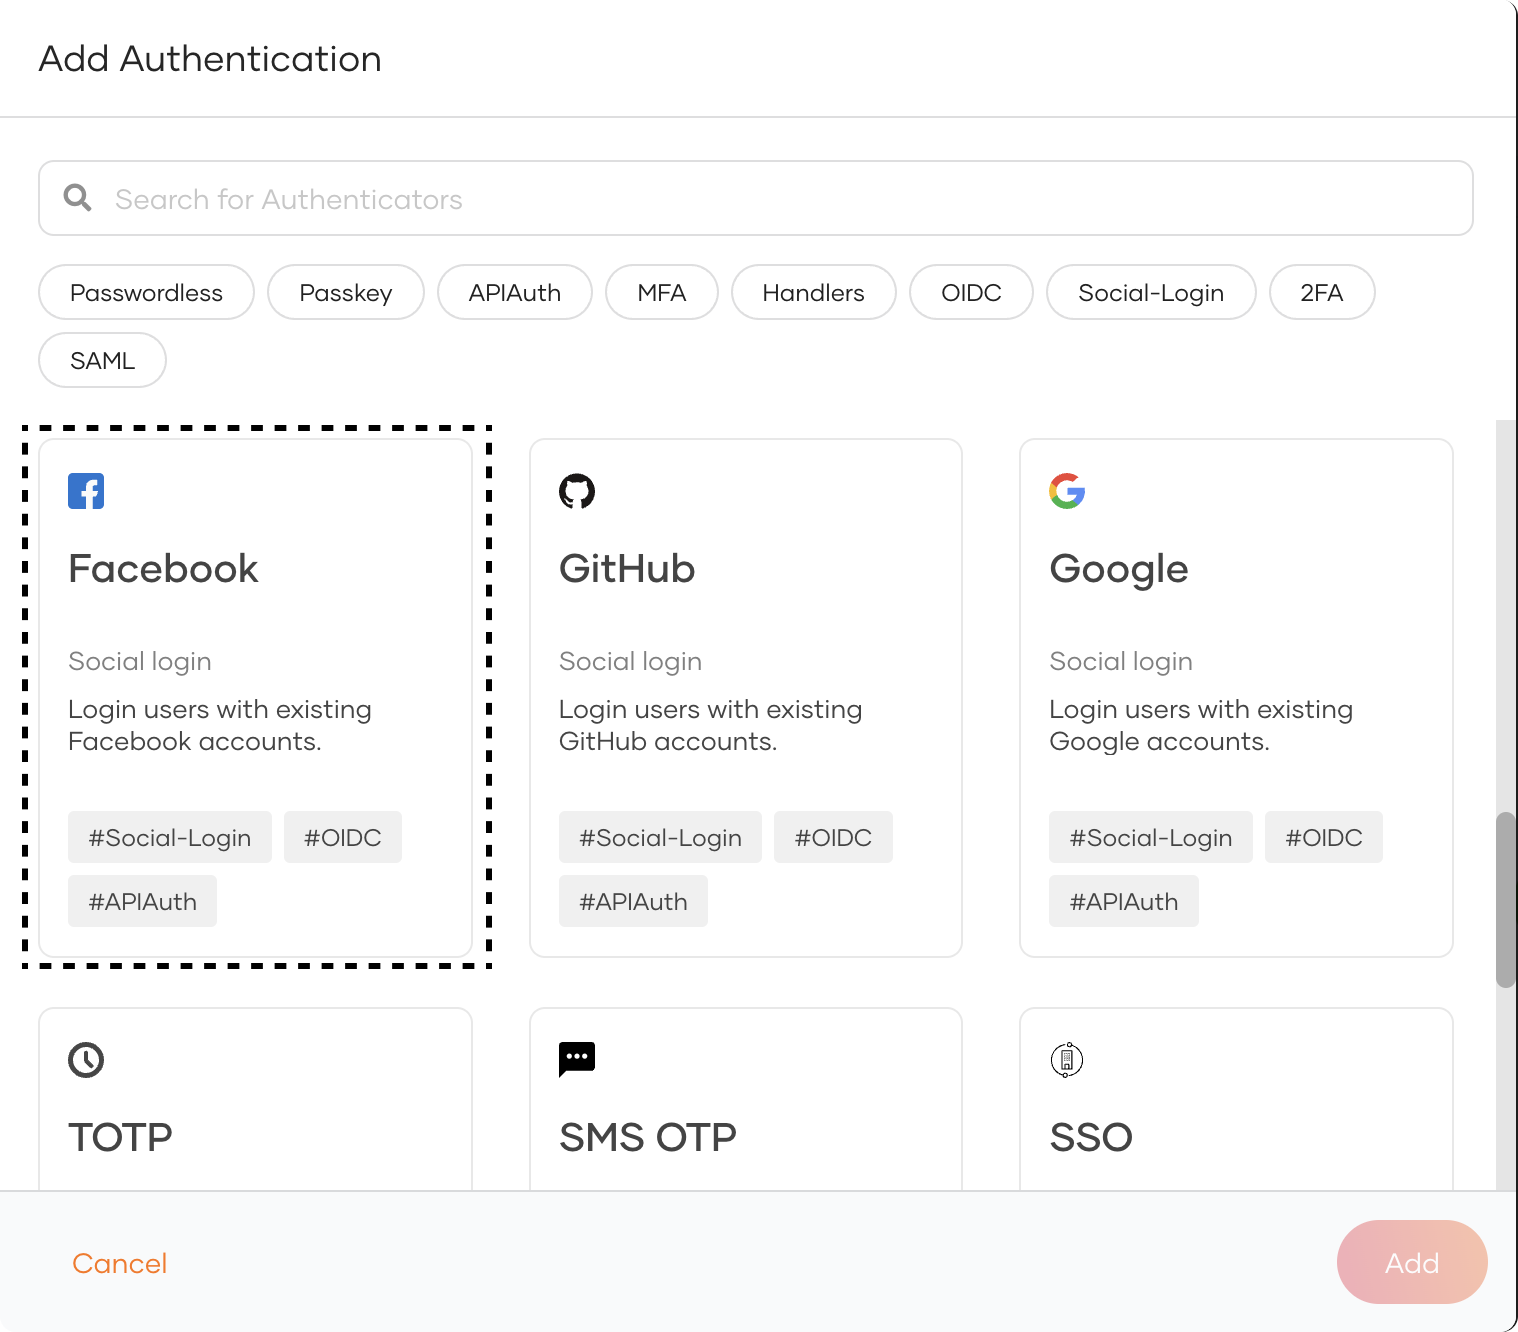 Add Authentication
Search for Authenticators
Passwordless Passkey APIAuth MFA Handlers OIDC Social-Login 2FA
SAML
Facebook
Social login
Login users with existing
Facebook accounts.
#Social-Login #OIDC
#APIAuth
GitHub
Social login
Login users with existing
GitHub accounts.
#Social-Login #OIDC
#APIAuth
Google
Social login
Login users with existing
Google accounts.
#Social-Login #OIDC
#APIAuth
TOTP
SMS OTP
SSO
Cancel
Add